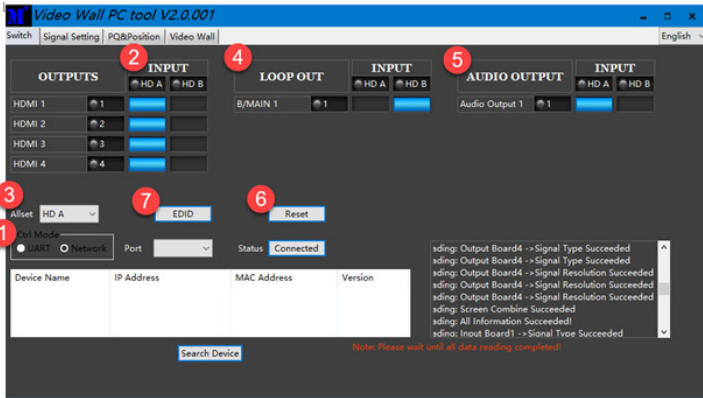 M Video Wall PC tool V2.0.001
Switch Signal Setting PQ&Position Video Wall English
2 4 5
OUTPUTS INPUT LOOP OUT INPUT AUDIO OUTPUT INPUT
HD A HD B HD A HD B HD A HD B
HDMI 1 1 B/MAIN 1 1 Audio Output 1 1
HDMI 2 2
HDMI 3 3
HDMI 4 4
3 7 6
Allset HD A EDID Reset
1 Ctrl Mode
UART Network Port Status Connected
Device Name IP Address MAC Address Version
ading: Output Board4 ->Signal Type Succeeded
ading: Output Board4 ->Signal Type Succeeded
ading: Output Board4 ->Signal Resolution Succeeded
ading: Output Board4 ->Signal Resolution Succeeded
ading: Output Board4 ->Signal Resolution Succeeded
ading: Screen Combine Succeeded
ading: All Information Succeeded!
ading: Input Board1 ->Signal Type Succeeded
Search Device
Note: Please wait until all data reading completed!